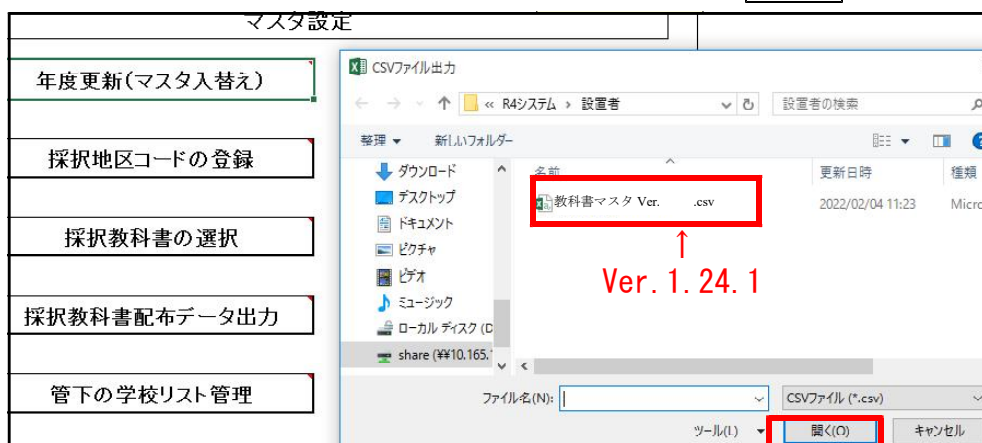 マスタ設定
年度更新(マスタ入替え)
採択地区コードの登録
採択教科書の選択
採択教科書配布データ出力
管下の学校リスト管理
CSVファイル出力
« R4システム › 設置者
設置者の検索
整理 ▼ 新しいフォルダー
ダウンロード
デスクトップ
ドキュメント
ピクチャ
ビデオ
ミュージック
ローカル ディスク (D
share (¥¥10.165.
名前 更新日時 種類
教科書マスタ Ver. .csv 2022/02/04 11:23 Micro
↑
Ver.1.24.1
ファイル名(N): CSVファイル (*.csv)
ツール(L) ▼ 開く(O) キャンセル